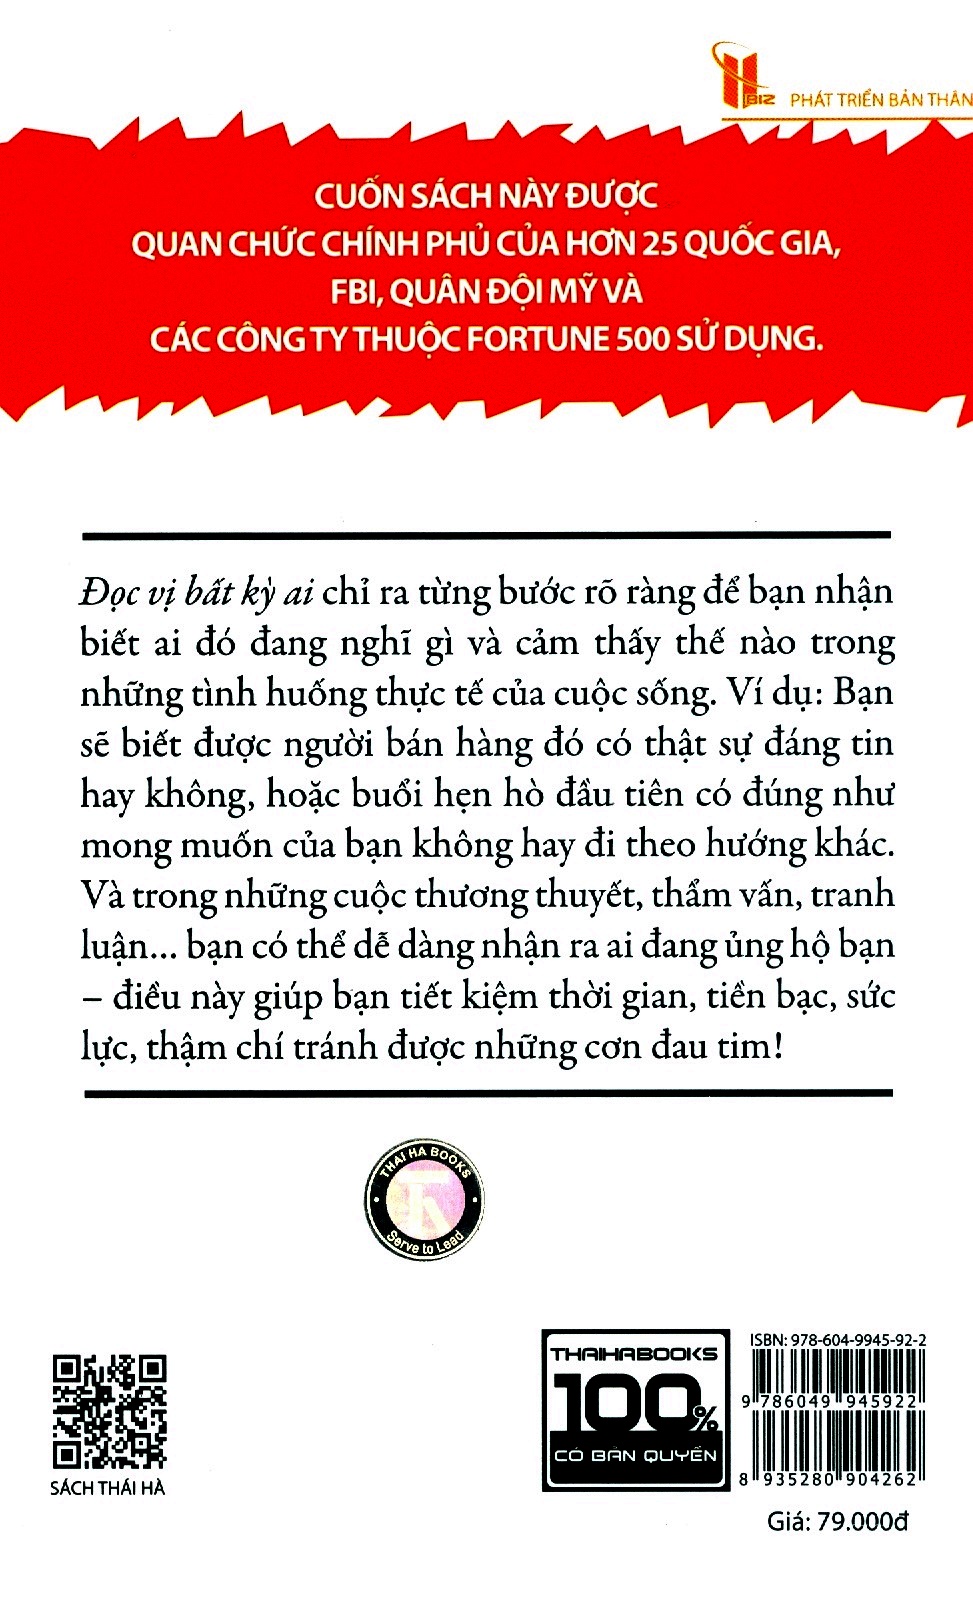 BIZ PHÁT TRIỂN BẢN THÂN
CUỐN SÁCH NÀY ĐƯỢC
QUAN CHỨC CHÍNH PHỦ CỦA HƠN 25 QUỐC GIA,
FBI, QUÂN ĐỘI MỸ VÀ
CÁC CÔNG TY THUỘC FORTUNE 500 SỬ DỤNG.
Đọc vị bất kỳ ai chỉ ra từng bước rõ ràng để bạn nhận
biết ai đó đang nghĩ gì và cảm thấy thế nào trong
những tình huống thực tế của cuộc sống. Ví dụ: Bạn
sẽ biết được người bán hàng đó có thật sự đáng tin
hay không, hoặc buổi hẹn hò đầu tiên có đúng như
mong muốn của bạn không hay đi theo hướng khác.
Và trong những cuộc thương thuyết, thẩm vấn, tranh
luận... bạn có thể dễ dàng nhận ra ai đang ủng hộ bạn
– điều này giúp bạn tiết kiệm thời gian, tiền bạc, sức
lực, thậm chí tránh được những cơn đau tim!
THAI HA BOOKS
Serve to Lead
SÁCH THÁI HÀ
THAIHABOOKS
100%
CÓ BẢN QUYỀN
ISBN: 978-604-9945-92-2
9 786049 945922
8 935280 904262
Giá: 79.000đ